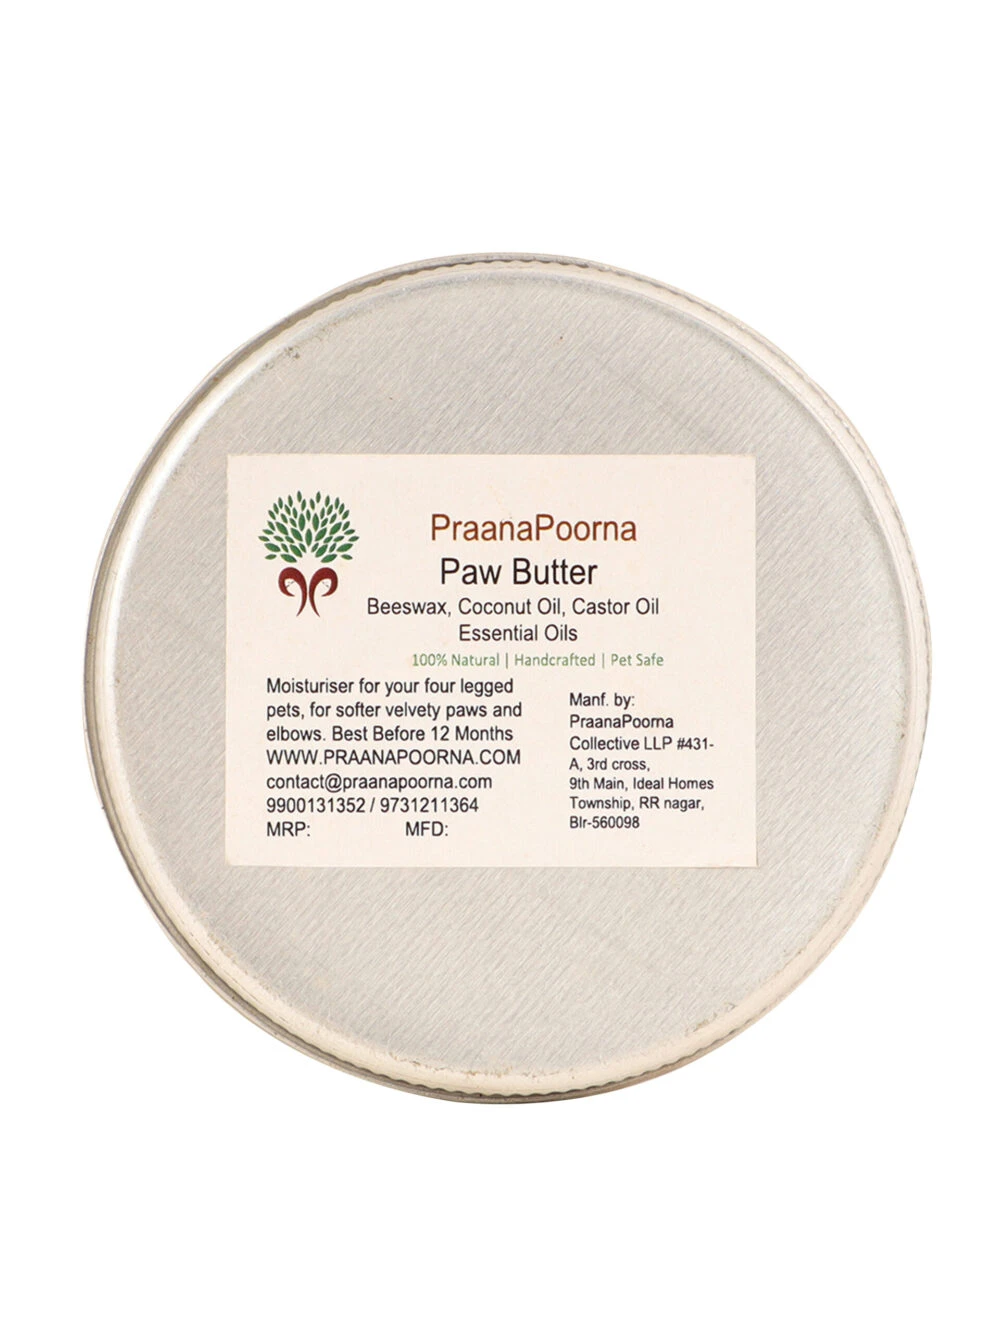 PraanaPoorna
Paw Butter
Beeswax, Coconut Oil, Castor Oil
Essential Oils
100% Natural | Handcrafted | Pet Safe
Moisturiser for your four legged
pets, for softer velvety paws and
elbows. Best Before 12 Months
WWW.PRAANAPOORNA.COM
contact@praanapoorna.com
9900131352 / 9731211364
MRP: MFD:
Manf. by:
PraanaPoorna
Collective LLP #431-
A, 3rd cross,
9th Main, Ideal Homes
Township, RR nagar,
Blr-560098